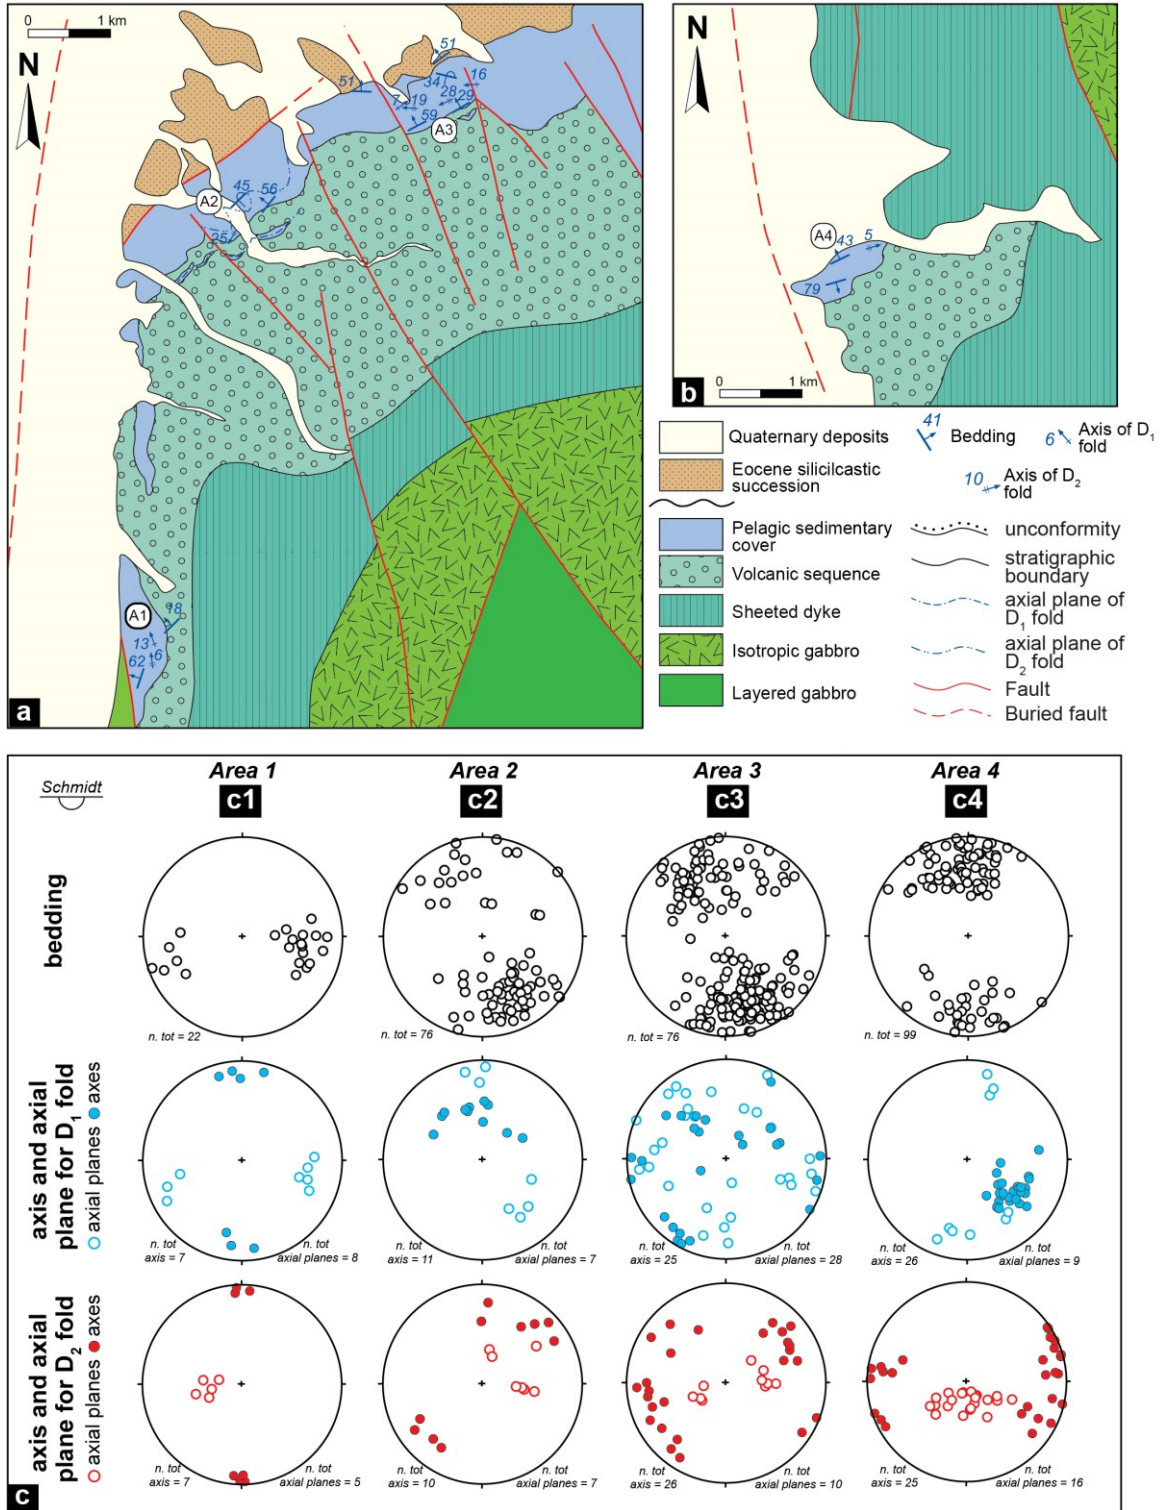 0 1 km
N
51
51
34
16
7
19
28
29
59
A3
45
56
A2
25
A1
18
13
6
62
a
N
A4
43
5
79
0 1 km
b
Quaternary deposits
Eocene silicilcastic
succession
Pelagic sedimentary
cover
Volcanic sequence
Sheeted dyke
Isotropic gabbro
Layered gabbro
41
Bedding
6
Axis of D1
fold
10
Axis of D2
fold
unconformity
stratigraphic
boundary
axial plane of
D1 fold
axial plane of
D2 fold
Fault
Buried fault
Schmidt
Area 1
Area 2
Area 3
Area 4
c1
c2
c3
c4
bedding
n. tot = 22
n. tot = 76
n. tot = 76
n. tot = 99
axis and axial
plane for D1 fold
axial planes axes
n. tot
axis = 7
n. tot
axial planes = 8
n. tot
axis = 11
n. tot
axial planes = 7
n. tot
axis = 25
n. tot
axial planes = 28
n. tot
axis = 26
n. tot
axial planes = 9
axis and axial
plane for D2 fold
axial planes axes
n. tot
axis = 7
n. tot
axial planes = 5
n. tot
axis = 10
n. tot
axial planes = 7
n. tot
axis = 26
n. tot
axial planes = 10
n. tot
axis = 25
n. tot
axial planes = 16
c